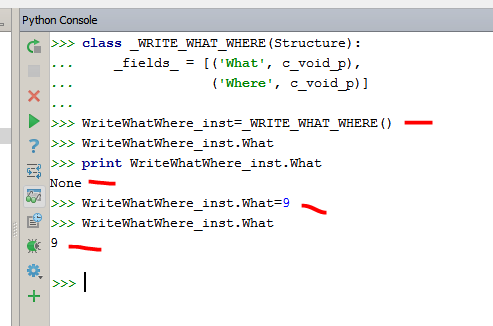 Python Console
>>> class _WRITE_WHAT_WHERE(Structure):
...     _fields_ = [('What', c_void_p),
...                 ('Where', c_void_p)]
...
>>> WriteWhatWhere_inst=_WRITE_WHAT_WHERE()
>>> WriteWhatWhere_inst.What
>>> print WriteWhatWhere_inst.What
None
>>> WriteWhatWhere_inst.What=9
>>> WriteWhatWhere_inst.What
9
>>>